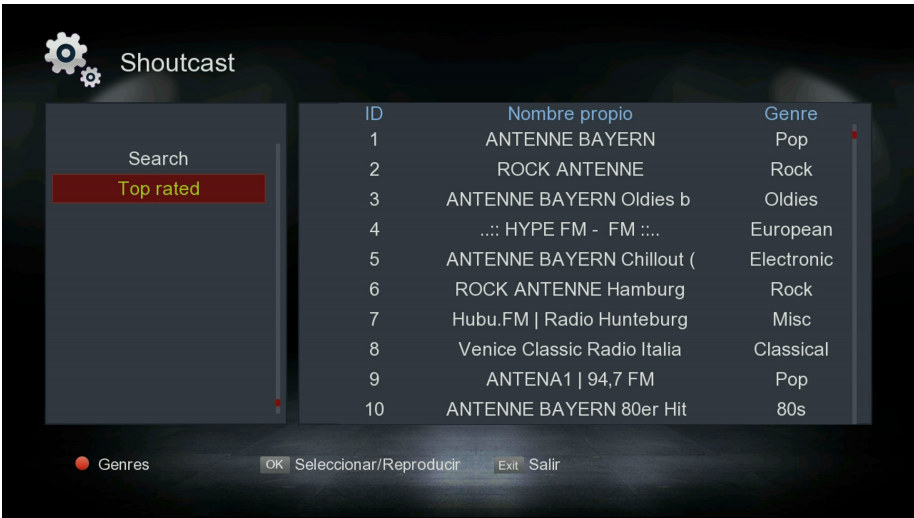 Shoutcast
Search
Top rated
ID Nombre propio Genre
1 ANTENNE BAYERN Pop
2 ROCK ANTENNE Rock
3 ANTENNE BAYERN Oldies b Oldies
4 ..:: HYPE FM - FM ::.. European
5 ANTENNE BAYERN Chillout ( Electronic
6 ROCK ANTENNE Hamburg Rock
7 Hubu.FM | Radio Hunteburg Misc
8 Venice Classic Radio Italia Classical
9 ANTENA1 | 94,7 FM Pop
10 ANTENNE BAYERN 80er Hit 80s
Genres OK Seleccionar/Reproducir Exit Salir